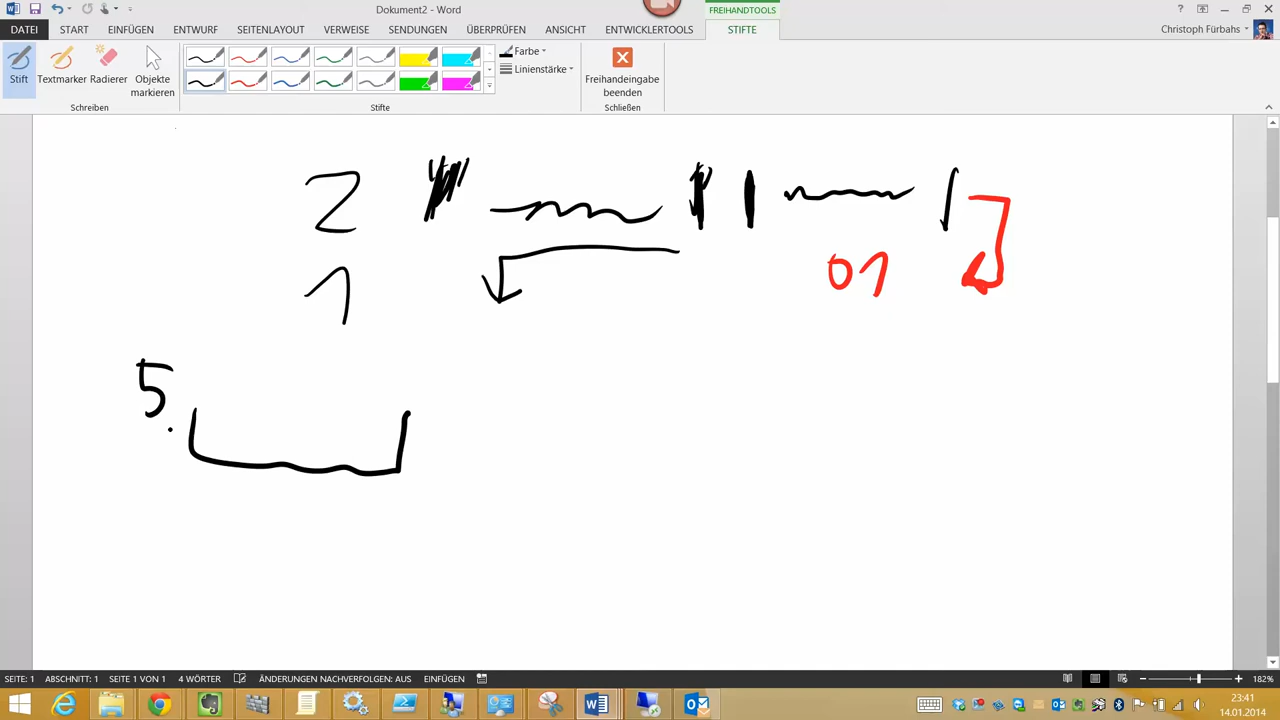 Dokument2 - Word
FREIHANDTOOLS
DATEI START EINFÜGEN ENTWURF SEITENLAYOUT VERWEISE SENDUNGEN ÜBERPRÜFEN ANSICHT ENTWICKLERTOOLS STIFTE
Christoph Fürbahs
Stift Textmarker Radierer Objekte markieren
Farbe
Linienstärke
Freihandeingabe beenden
Schreiben Stifte Schließen
2
1
01
5.
SEITE: 1 ABSCHNITT: 1 SEITE 1 VON 1 4 WÖRTER ÄNDERUNGEN NACHVERFOLGEN: AUS EINFÜGEN 182%
23:41
14.01.2014